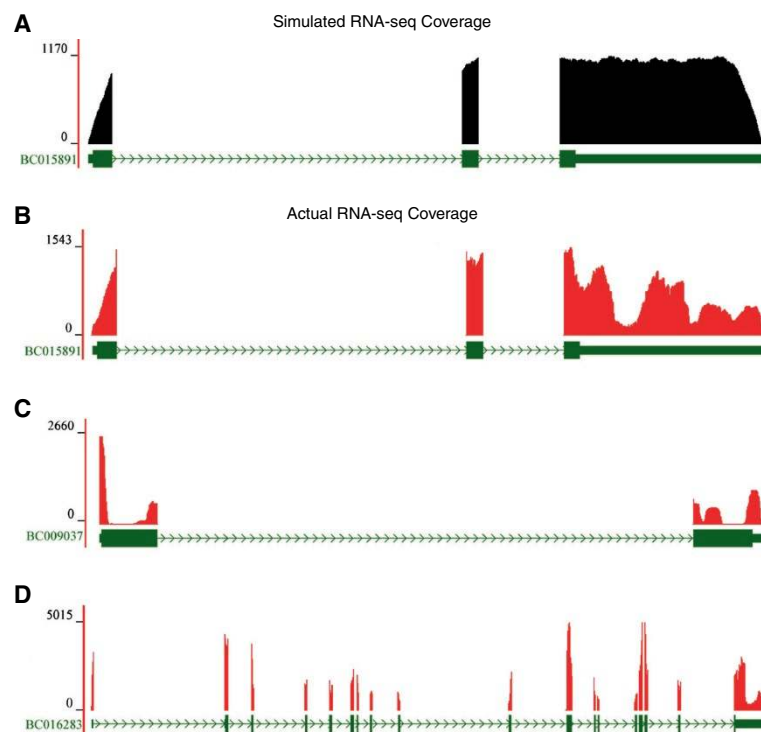 A
Simulated RNA-seq Coverage
1170
0
BC015891
B
Actual RNA-seq Coverage
1543
0
BC015891
C
2660
0
BC009037
D
5015
0
BC016283